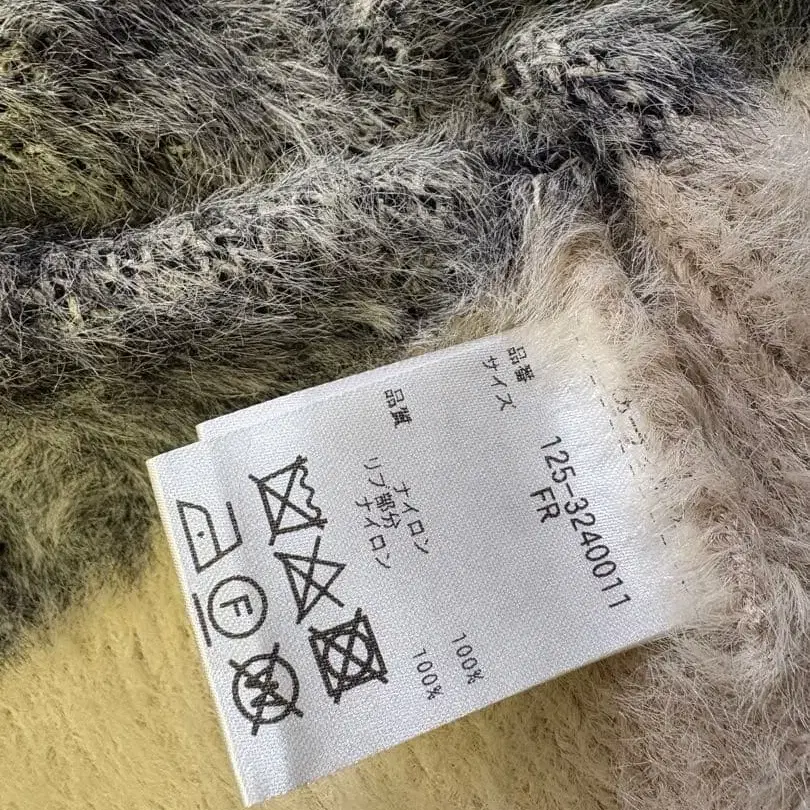 品番 125-3240011
サイズ FR
品質
ナイロン 100%
リブ部分
ナイロン 100%
F
W